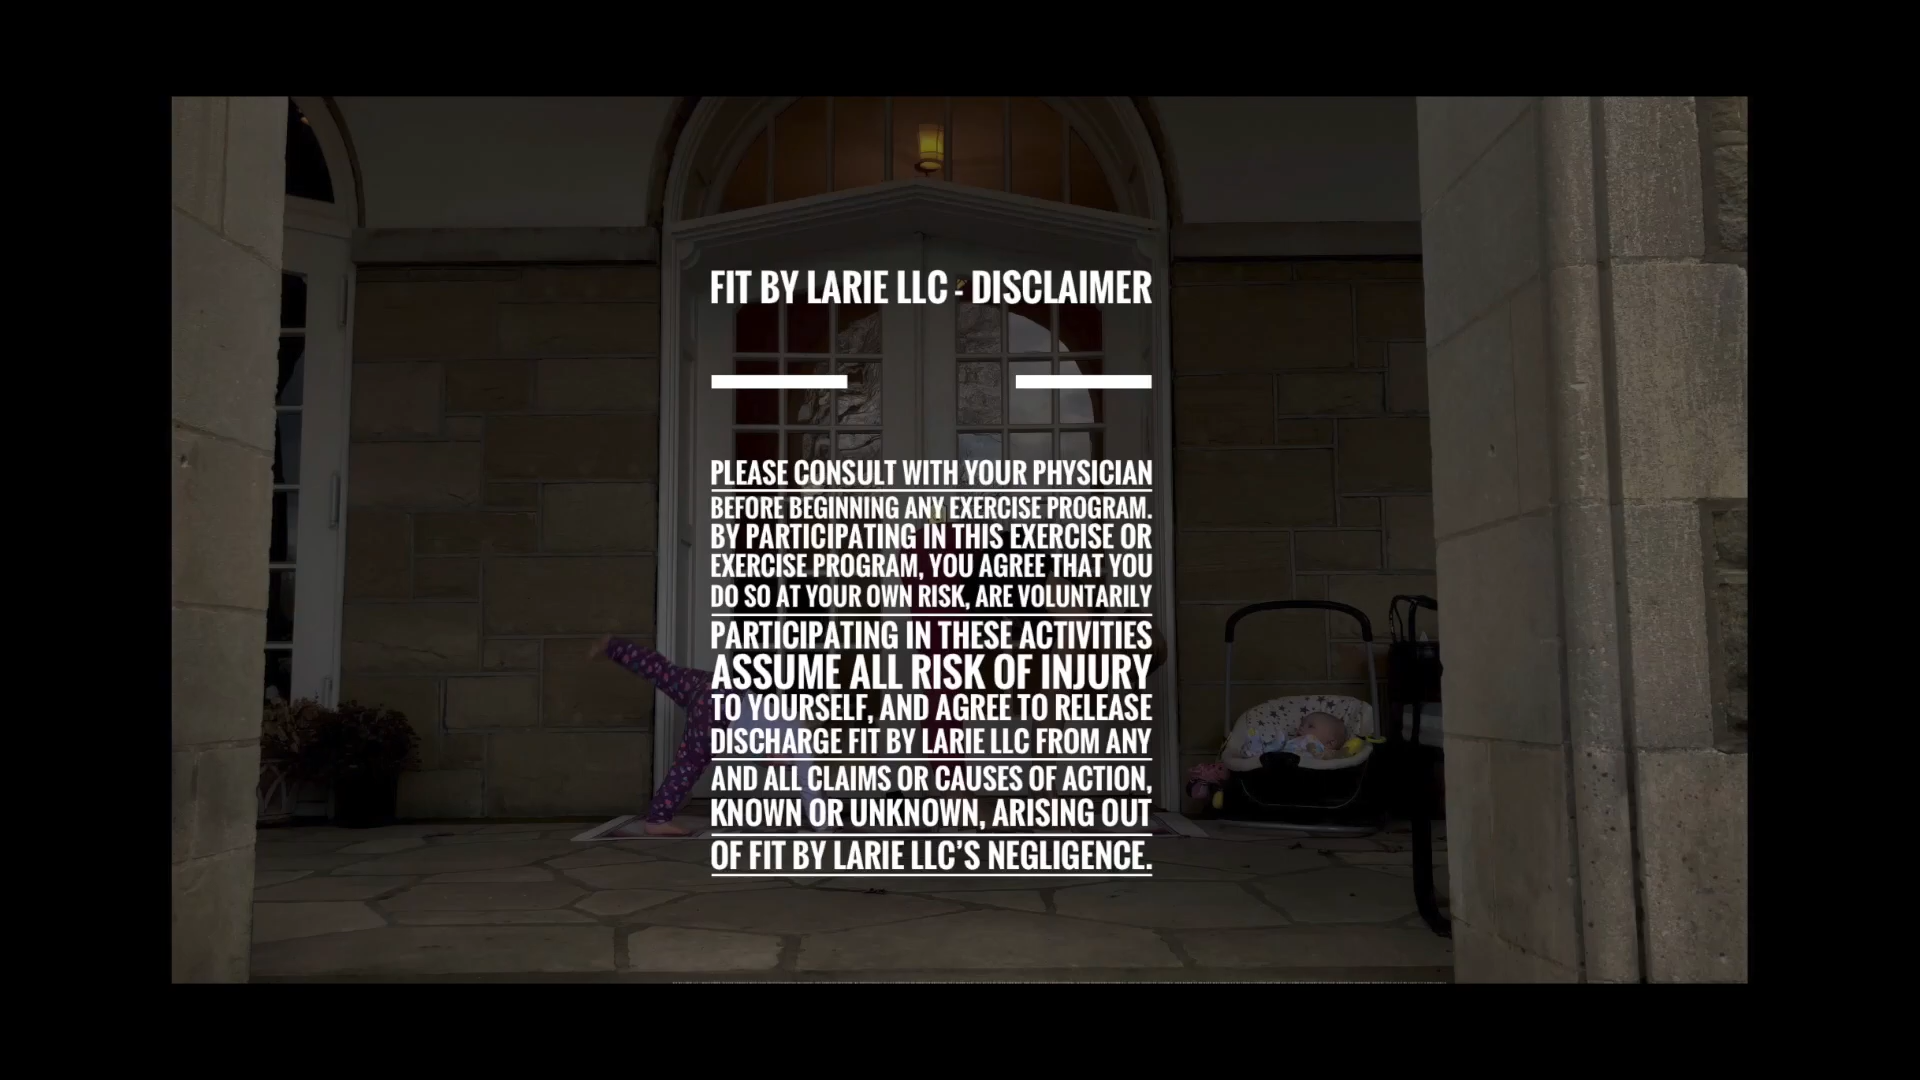 FIT BY LARIE LLC - DISCLAIMER
PLEASE CONSULT WITH YOUR PHYSICIAN
BEFORE BEGINNING ANY EXERCISE PROGRAM.
BY PARTICIPATING IN THIS EXERCISE OR
EXERCISE PROGRAM, YOU AGREE THAT YOU
DO SO AT YOUR OWN RISK, ARE VOLUNTARILY
PARTICIPATING IN THESE ACTIVITIES
ASSUME ALL RISK OF INJURY
TO YOURSELF, AND AGREE TO RELEASE
DISCHARGE FIT BY LARIE LLC FROM ANY
AND ALL CLAIMS OR CAUSES OF ACTION,
KNOWN OR UNKNOWN, ARISING OUT
OF FIT BY LARIE LLC’S NEGLIGENCE.